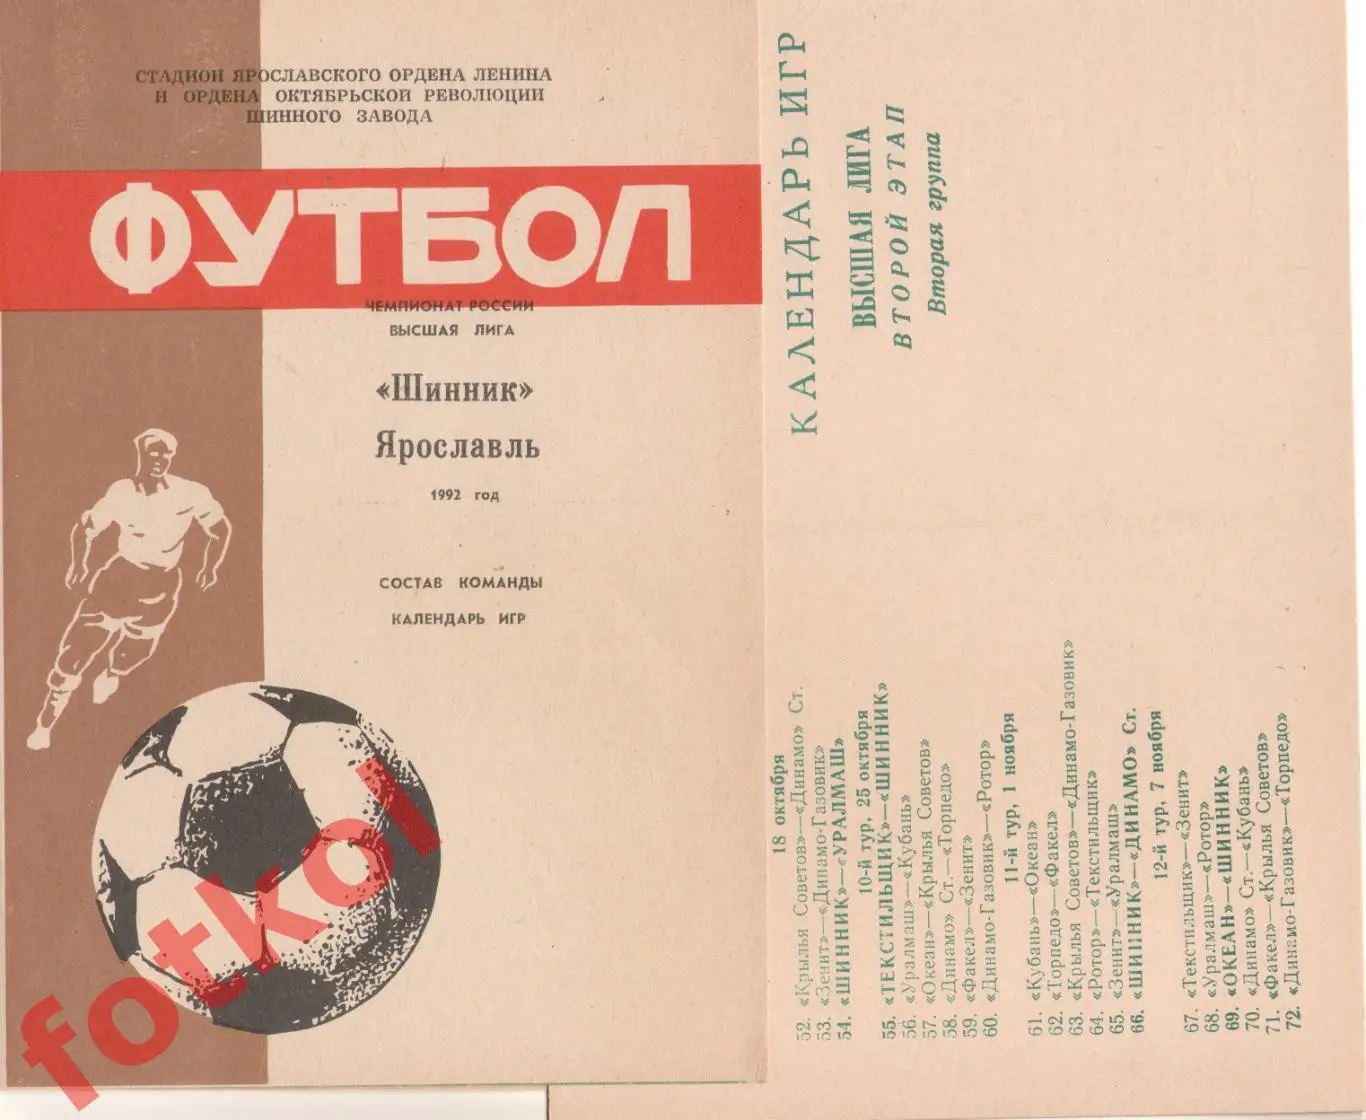 СТАДИОН ЯРОСЛАВСКОГО ОРДЕНА ЛЕНИНА
И ОРДЕНА ОКТЯБРЬСКОЙ РЕВОЛЮЦИИ
ШИННОГО ЗАВОДА
ФУТБОЛ
ЧЕМПИОНАТ РОССИИ
ВЫСШАЯ ЛИГА
«Шинник»
Ярославль
1992 год
СОСТАВ КОМАНДЫ
КАЛЕНДАРЬ ИГР
fotkol
КАЛЕНДАРЬ ИГР
ВЫСШАЯ ЛИГА
ВТОРОЙ ЭТАП
Вторая группа
18 октября
52. «Крылья Советов»—«Динамо» Ст.
53. «Зенит»—«Динамо-Газовик»
54. «ШИННИК»—«УРАЛМАШ»
10-й тур, 25 октября
55. «ТЕКСТИЛЬЩИК»—«ШИННИК»
56. «Уралмаш»—«Кубань»
57. «Океан»—«Крылья Советов»
58. «Динамо» Ст.—«Торпедо»
59. «Факел»—«Зенит»
60. «Динамо-Газовик»—«Ротор»
11-й тур, 1 ноября
61. «Кубань»—«Океан»
62. «Торпедо»—«Факел»
63. «Крылья Советов»—«Динамо-Газовик»
64. «Ротор»—«Текстильщик»
65. «Зенит»—«Уралмаш»
66. «ШИННИК»—«ДИНАМО» Ст.
12-й тур, 7 ноября
67. «Текстильщик»—«Зенит»
68. «Уралмаш»—«Ротор»
69. «ОКЕАН»—«ШИННИК»
70. «Динамо» Ст.—«Кубань»
71. «Факел»—«Крылья Советов»
72. «Динамо-Газовик»—«Торпедо»